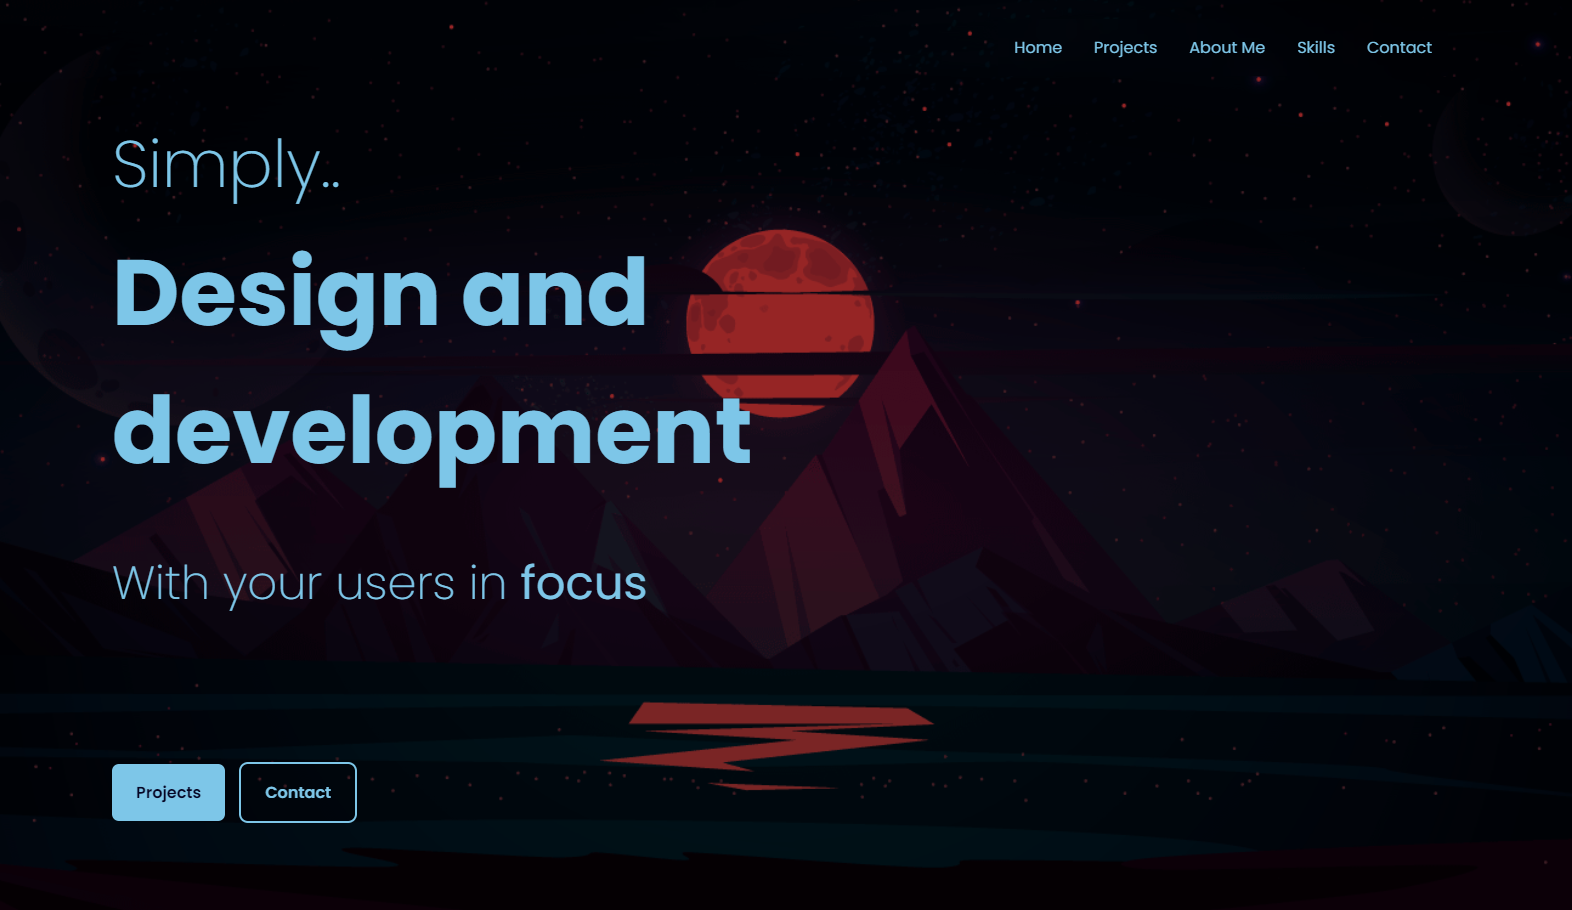 Home Projects About Me Skills Contact
Simply..
Design and
development
With your users in focus
Projects Contact